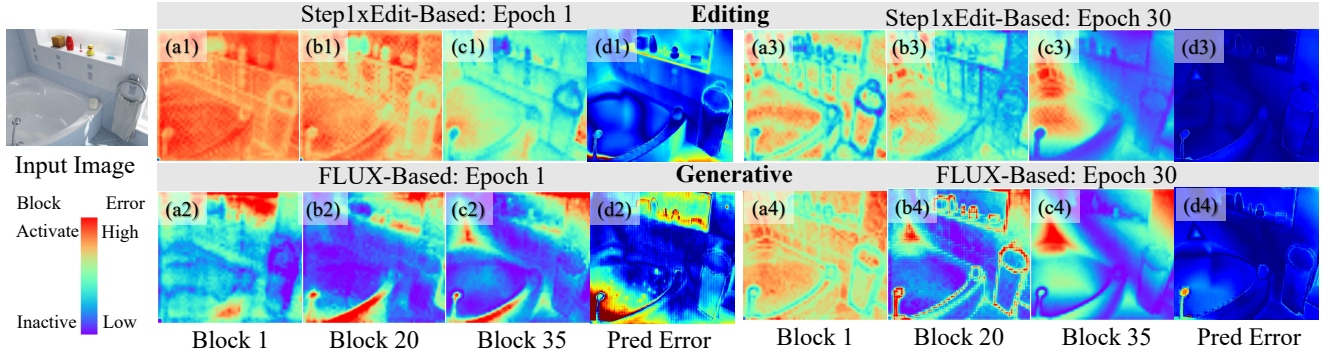 Step1xEdit-Based: Epoch 1
Editing
Step1xEdit-Based: Epoch 30
(a1)
(b1)
(c1)
(d1)
(a3)
(b3)
(c3)
(d3)
Input Image
FLUX-Based: Epoch 1
Generative
FLUX-Based: Epoch 30
Block
Error
Activate
High
Inactive
Low
(a2)
(b2)
(c2)
(d2)
(a4)
(b4)
(c4)
(d4)
Block 1
Block 20
Block 35
Pred Error
Block 1
Block 20
Block 35
Pred Error